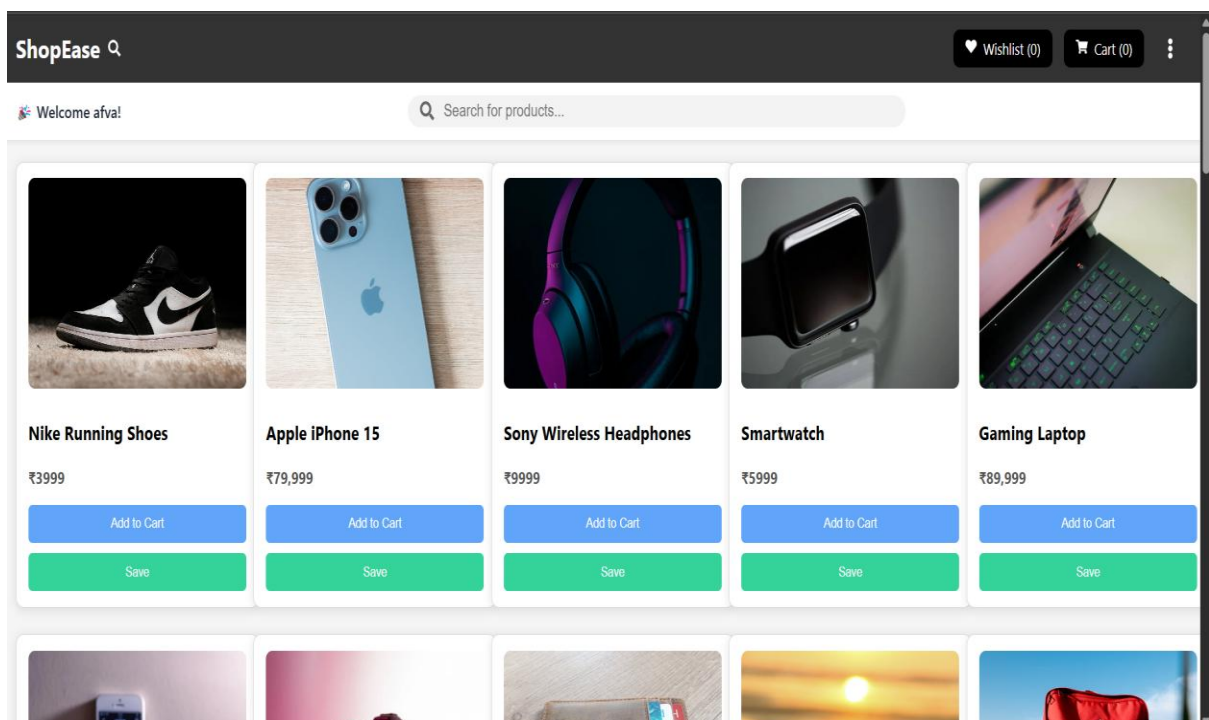 ShopEase
Wishlist (0)
Cart (0)
Welcome afva!
Search for products...
Nike Running Shoes
Apple iPhone 15
Sony Wireless Headphones
Smartwatch
Gaming Laptop
₹3999
₹79,999
₹9999
₹5999
₹89,999
Add to Cart
Add to Cart
Add to Cart
Add to Cart
Add to Cart
Save
Save
Save
Save
Save